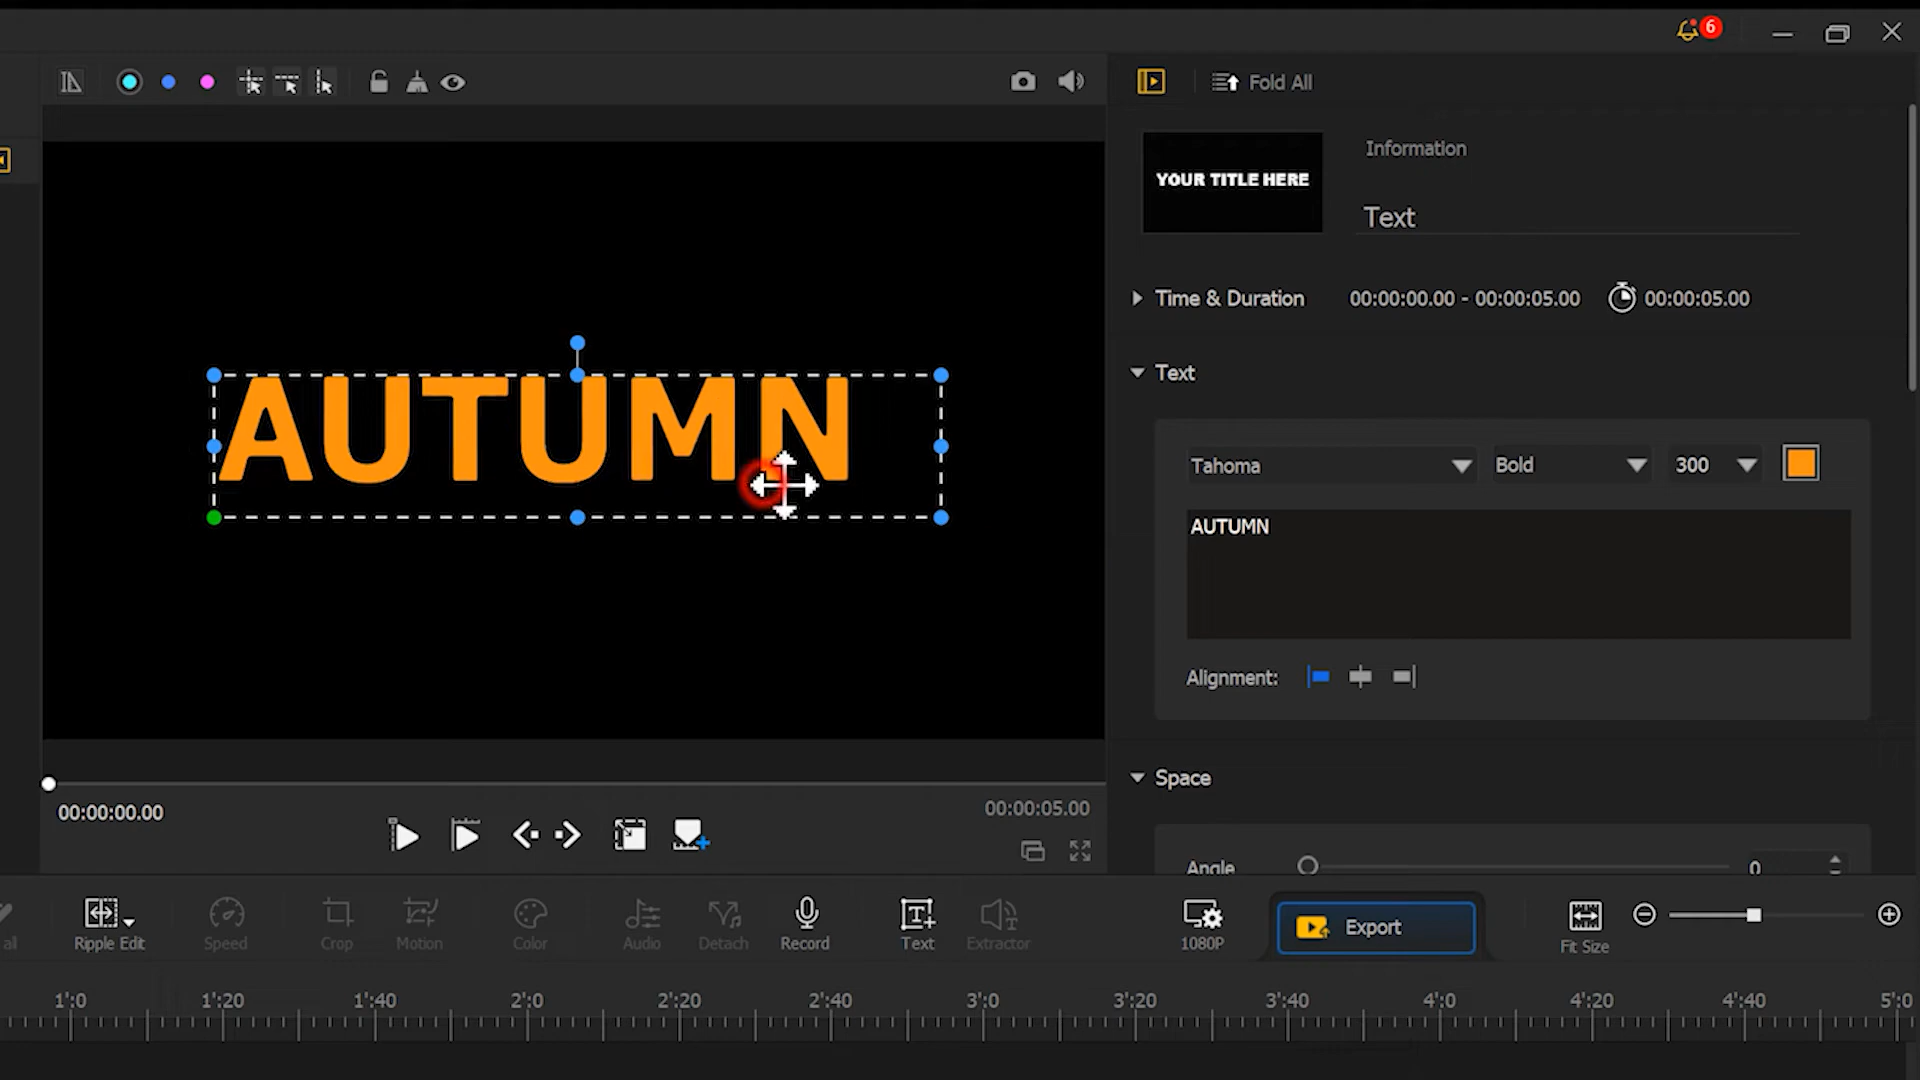 6
Fold All
YOUR TITLE HERE
Information
Text
Time & Duration 00:00:00.00 - 00:00:05.00 00:00:05.00
Text
AUTUMN
Tahoma Bold 300
AUTUMN
Alignment:
Space
00:00:00.00 00:00:05.00
Angle 0
all Ripple Edit Speed Crop Motion Color Audio Detach Record Text Extractor 1080P Export Fit Size
1':0 1':20 1':40 2':0 2':20 2':40 3':0 3':20 3':40 4':0 4':20 4':40 5':0